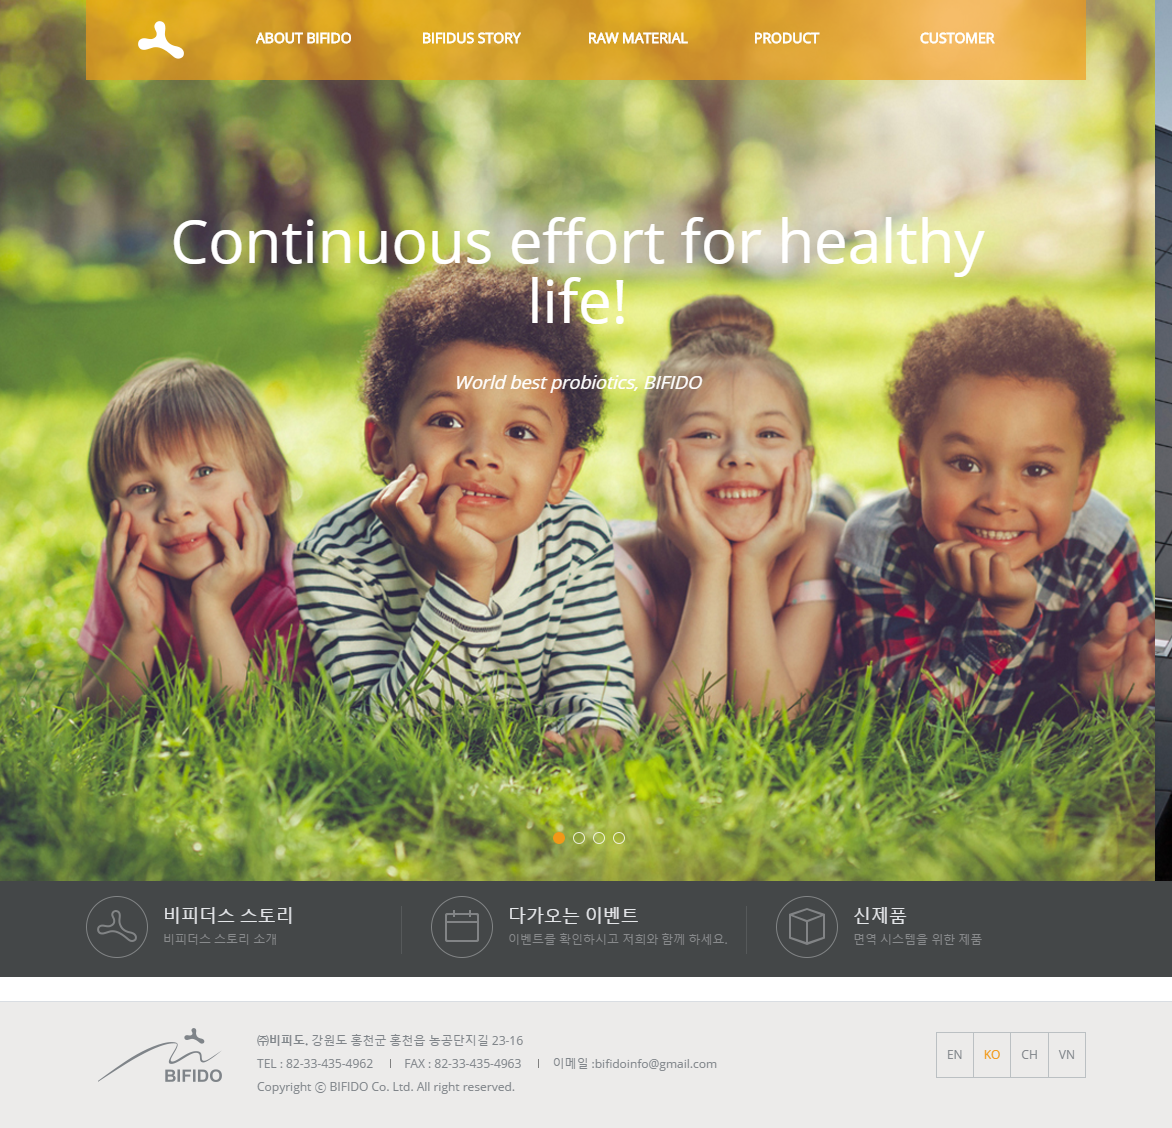 ABOUT BIFIDO
BIFIDUS STORY
RAW MATERIAL
PRODUCT
CUSTOMER
Continuous effort for healthy
life!
World best probiotics, BIFIDO
비피더스 스토리
비피더스 스토리 소개
다가오는 이벤트
이벤트를 확인하시고 저희와 함께 하세요.
신제품
면역 시스템을 위한 제품
BIFIDO
㈜비피도. 강원도 홍천군 홍천읍 농공단지길 23-16
TEL : 82-33-435-4962 I FAX : 82-33-435-4963 I 이메일 :bifidoinfo@gmail.com
Copyright ⓒ BIFIDO Co. Ltd. All right reserved.
EN
KO
CH
VN